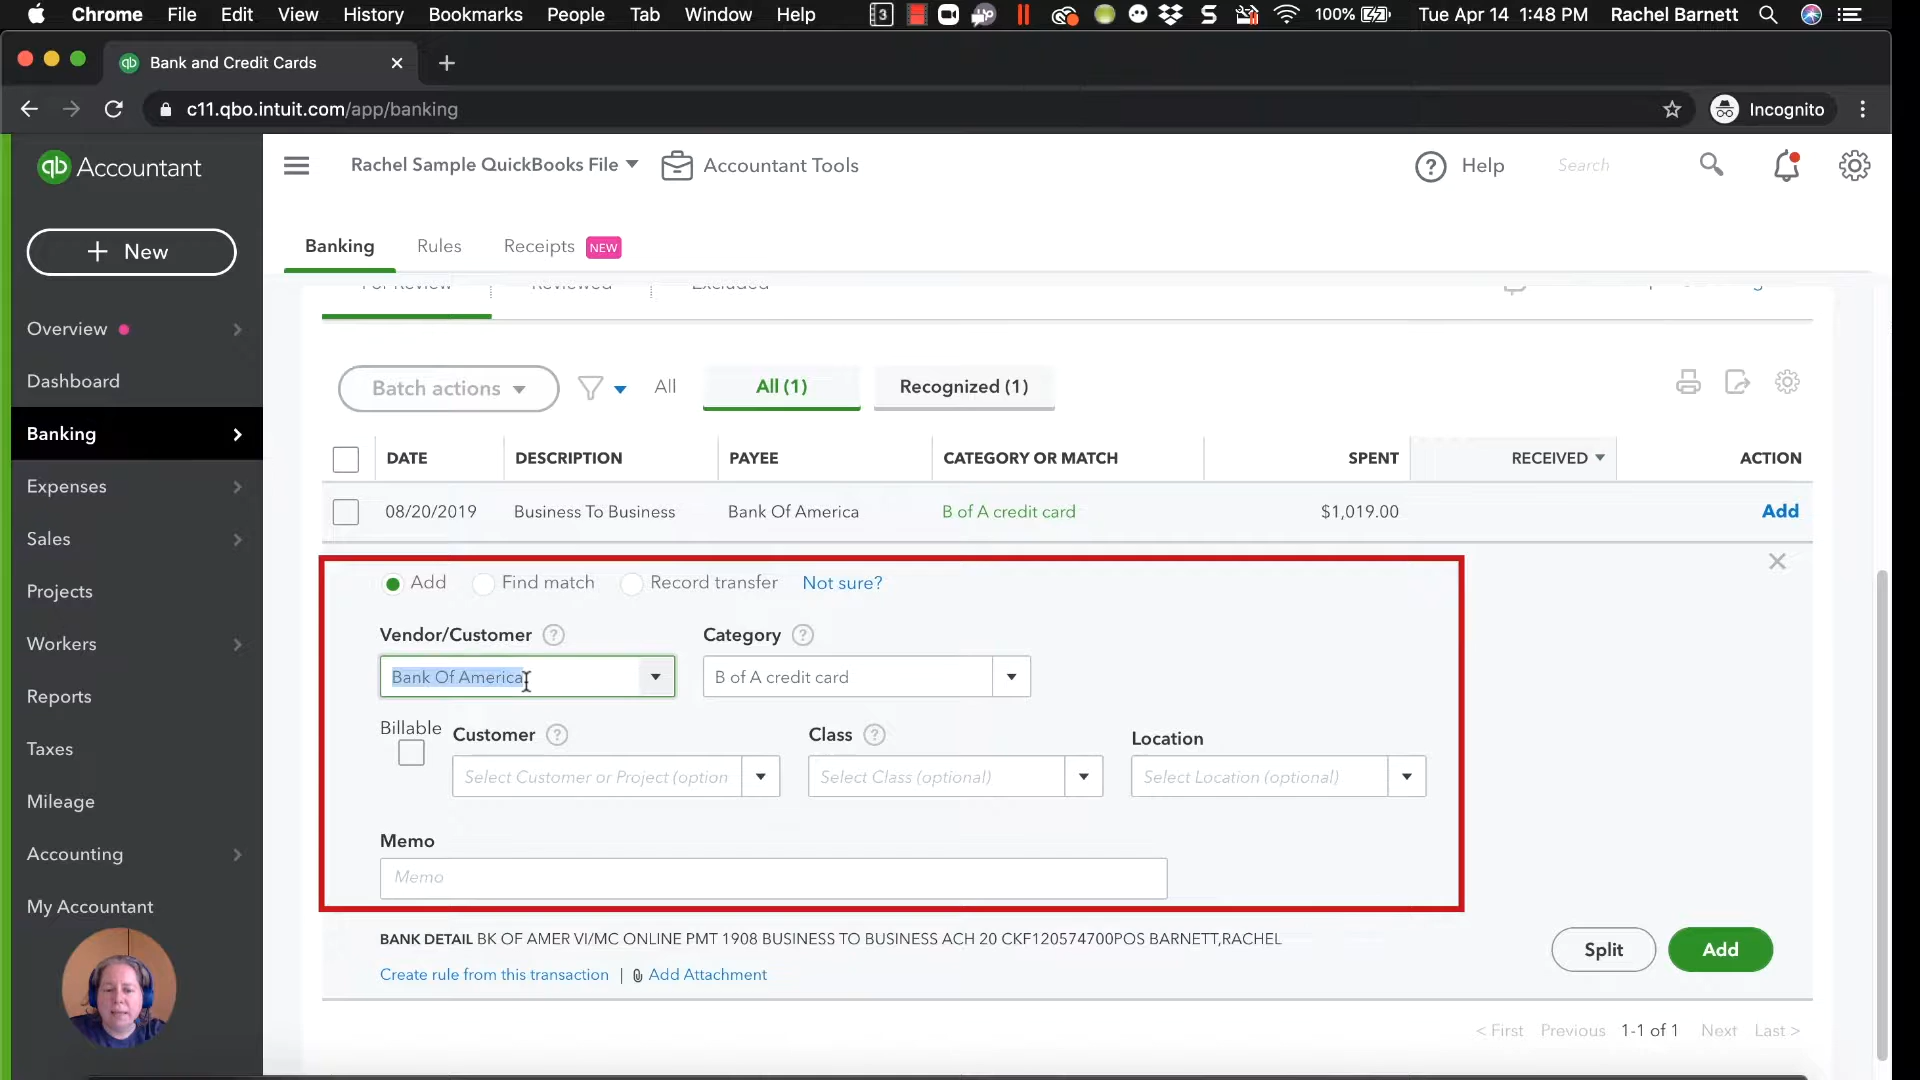 Chrome File Edit View History Bookmarks People Tab Window Help 3 100% Tue Apr 14 1:48 PM Rachel Barnett
qb Bank and Credit Cards
c11.qbo.intuit.com/app/banking Incognito
qb Accountant Rachel Sample QuickBooks File Accountant Tools ? Help Search
+ New
Banking Rules Receipts NEW
For Review Reviewed Excluded
Overview
Dashboard
Banking
Expenses
Sales
Projects
Workers
Reports
Taxes
Mileage
Accounting
My Accountant
Batch actions All All (1) Recognized (1)
DATE DESCRIPTION PAYEE CATEGORY OR MATCH SPENT RECEIVED ACTION
08/20/2019 Business To Business Bank Of America B of A credit card $1,019.00 Add
Add Find match Record transfer Not sure?
Vendor/Customer ? Category ?
Bank Of America B of A credit card
Billable Customer ? Class ? Location
Select Customer or Project (option Select Class (optional) Select Location (optional)
Memo
Memo
BANK DETAIL BK OF AMER VI/MC ONLINE PMT 1908 BUSINESS TO BUSINESS ACH 20 CKF120574700POS BARNETT,RACHEL
Split Add
Create rule from this transaction | Add Attachment
< First Previous 1-1 of 1 Next Last >